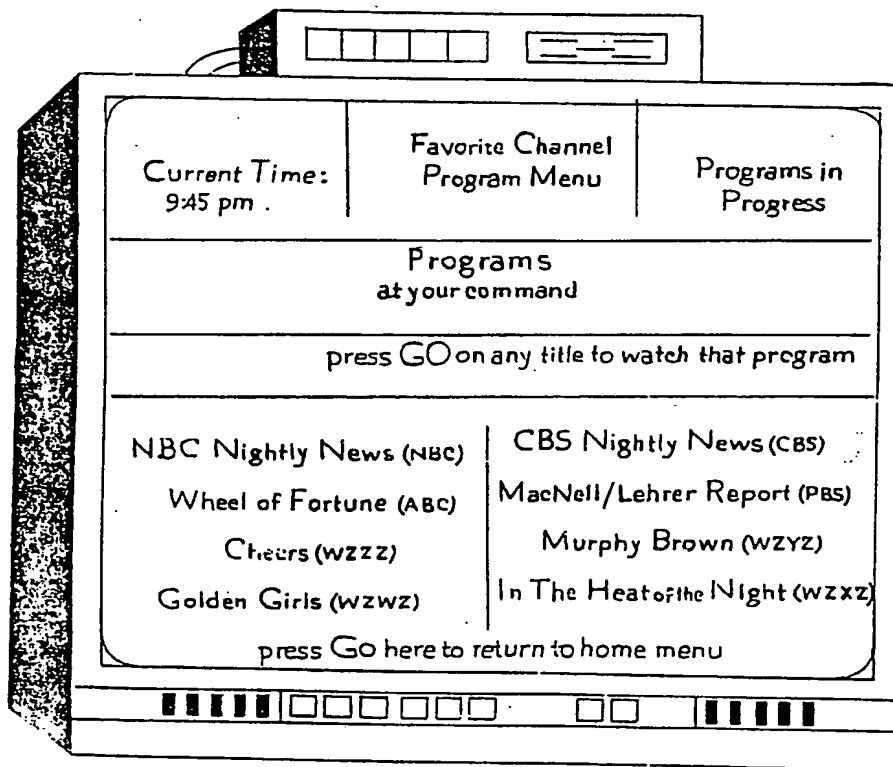 Current Time:
9:45 pm
Favorite Channel
Program Menu
Programs in
Progress
Programs
at your command
press GO on any title to watch that program
NBC Nightly News (NBC)
Wheel of Fortune (ABC)
Cheers (WZZZ)
Golden Girls (WZWZ)
CBS Nightly News (CBS)
MacNell/Lehrer Report (PBS)
Murphy Brown (WZYZ)
In The Heat of the Night (WZXZ)
press Go here to return to home menu